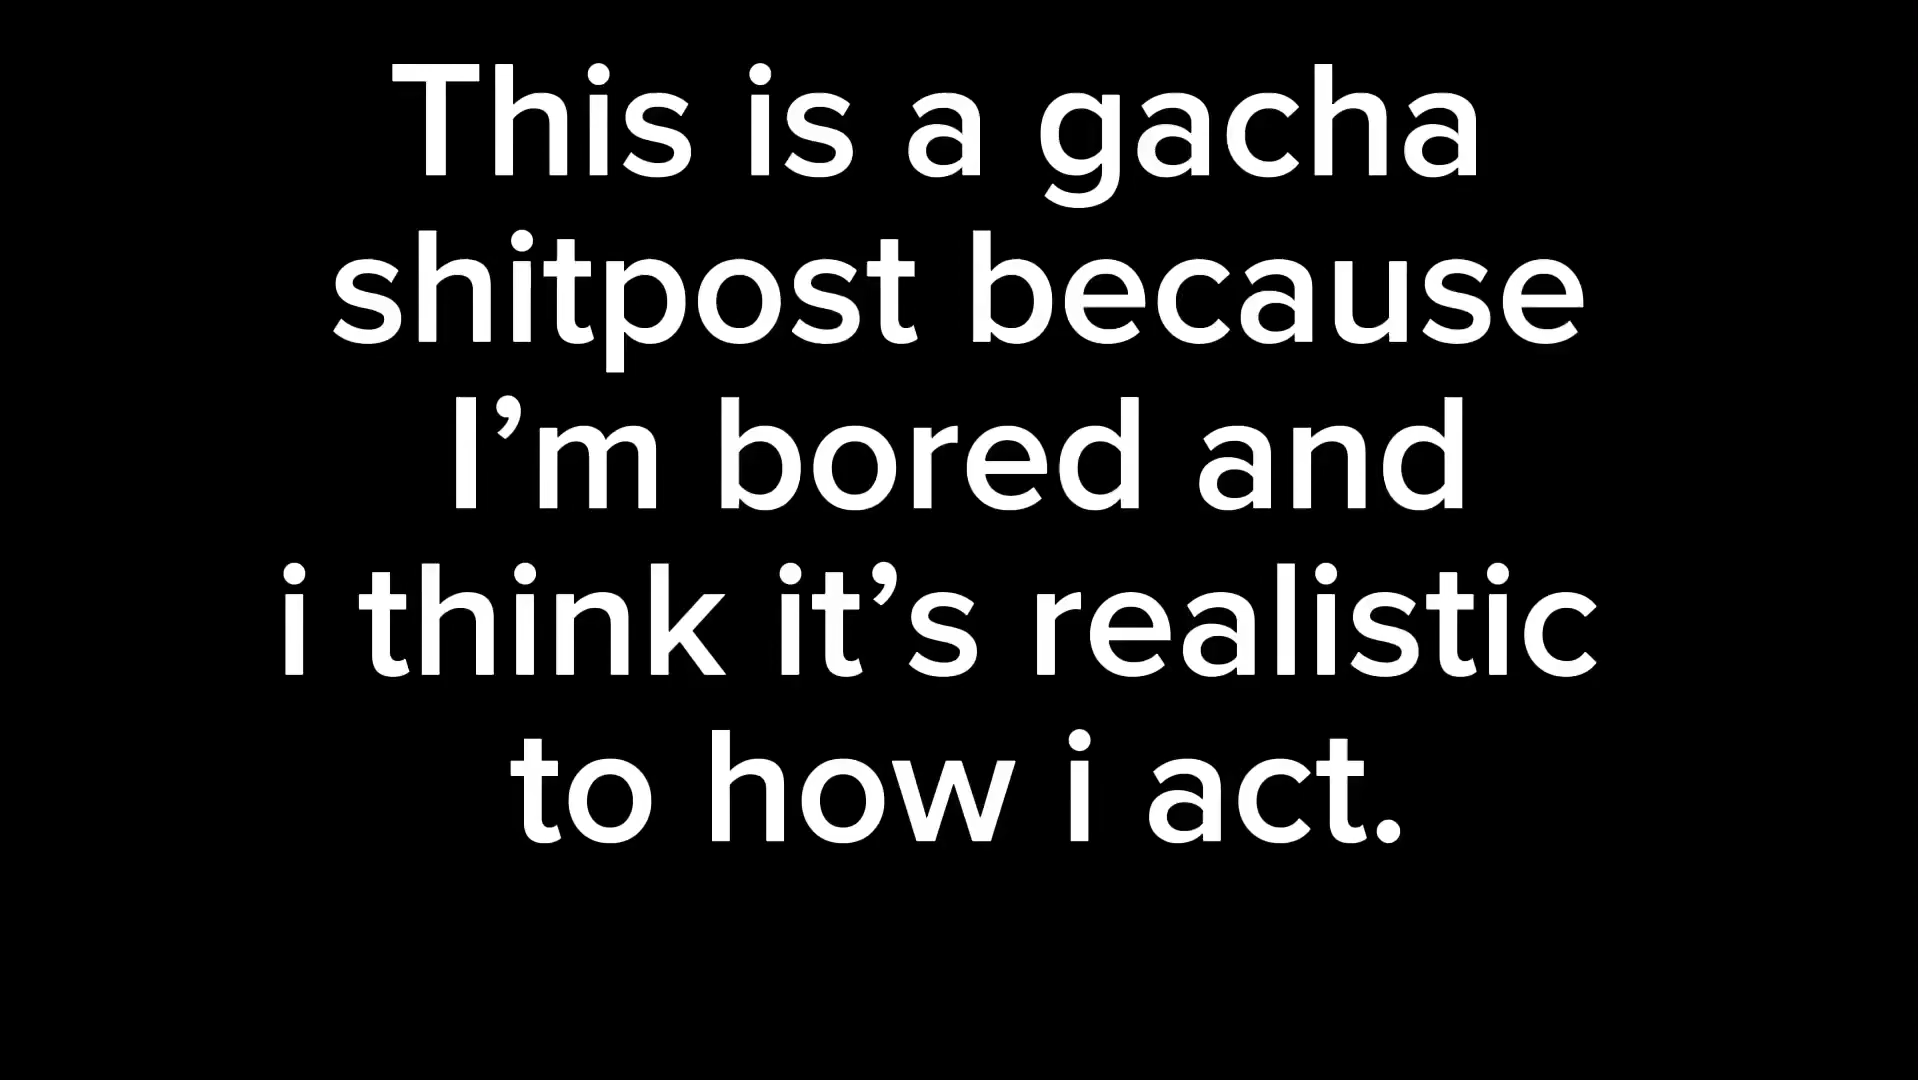 This is a gacha
shitpost because
I’m bored and
i think it’s realistic
to how i act.